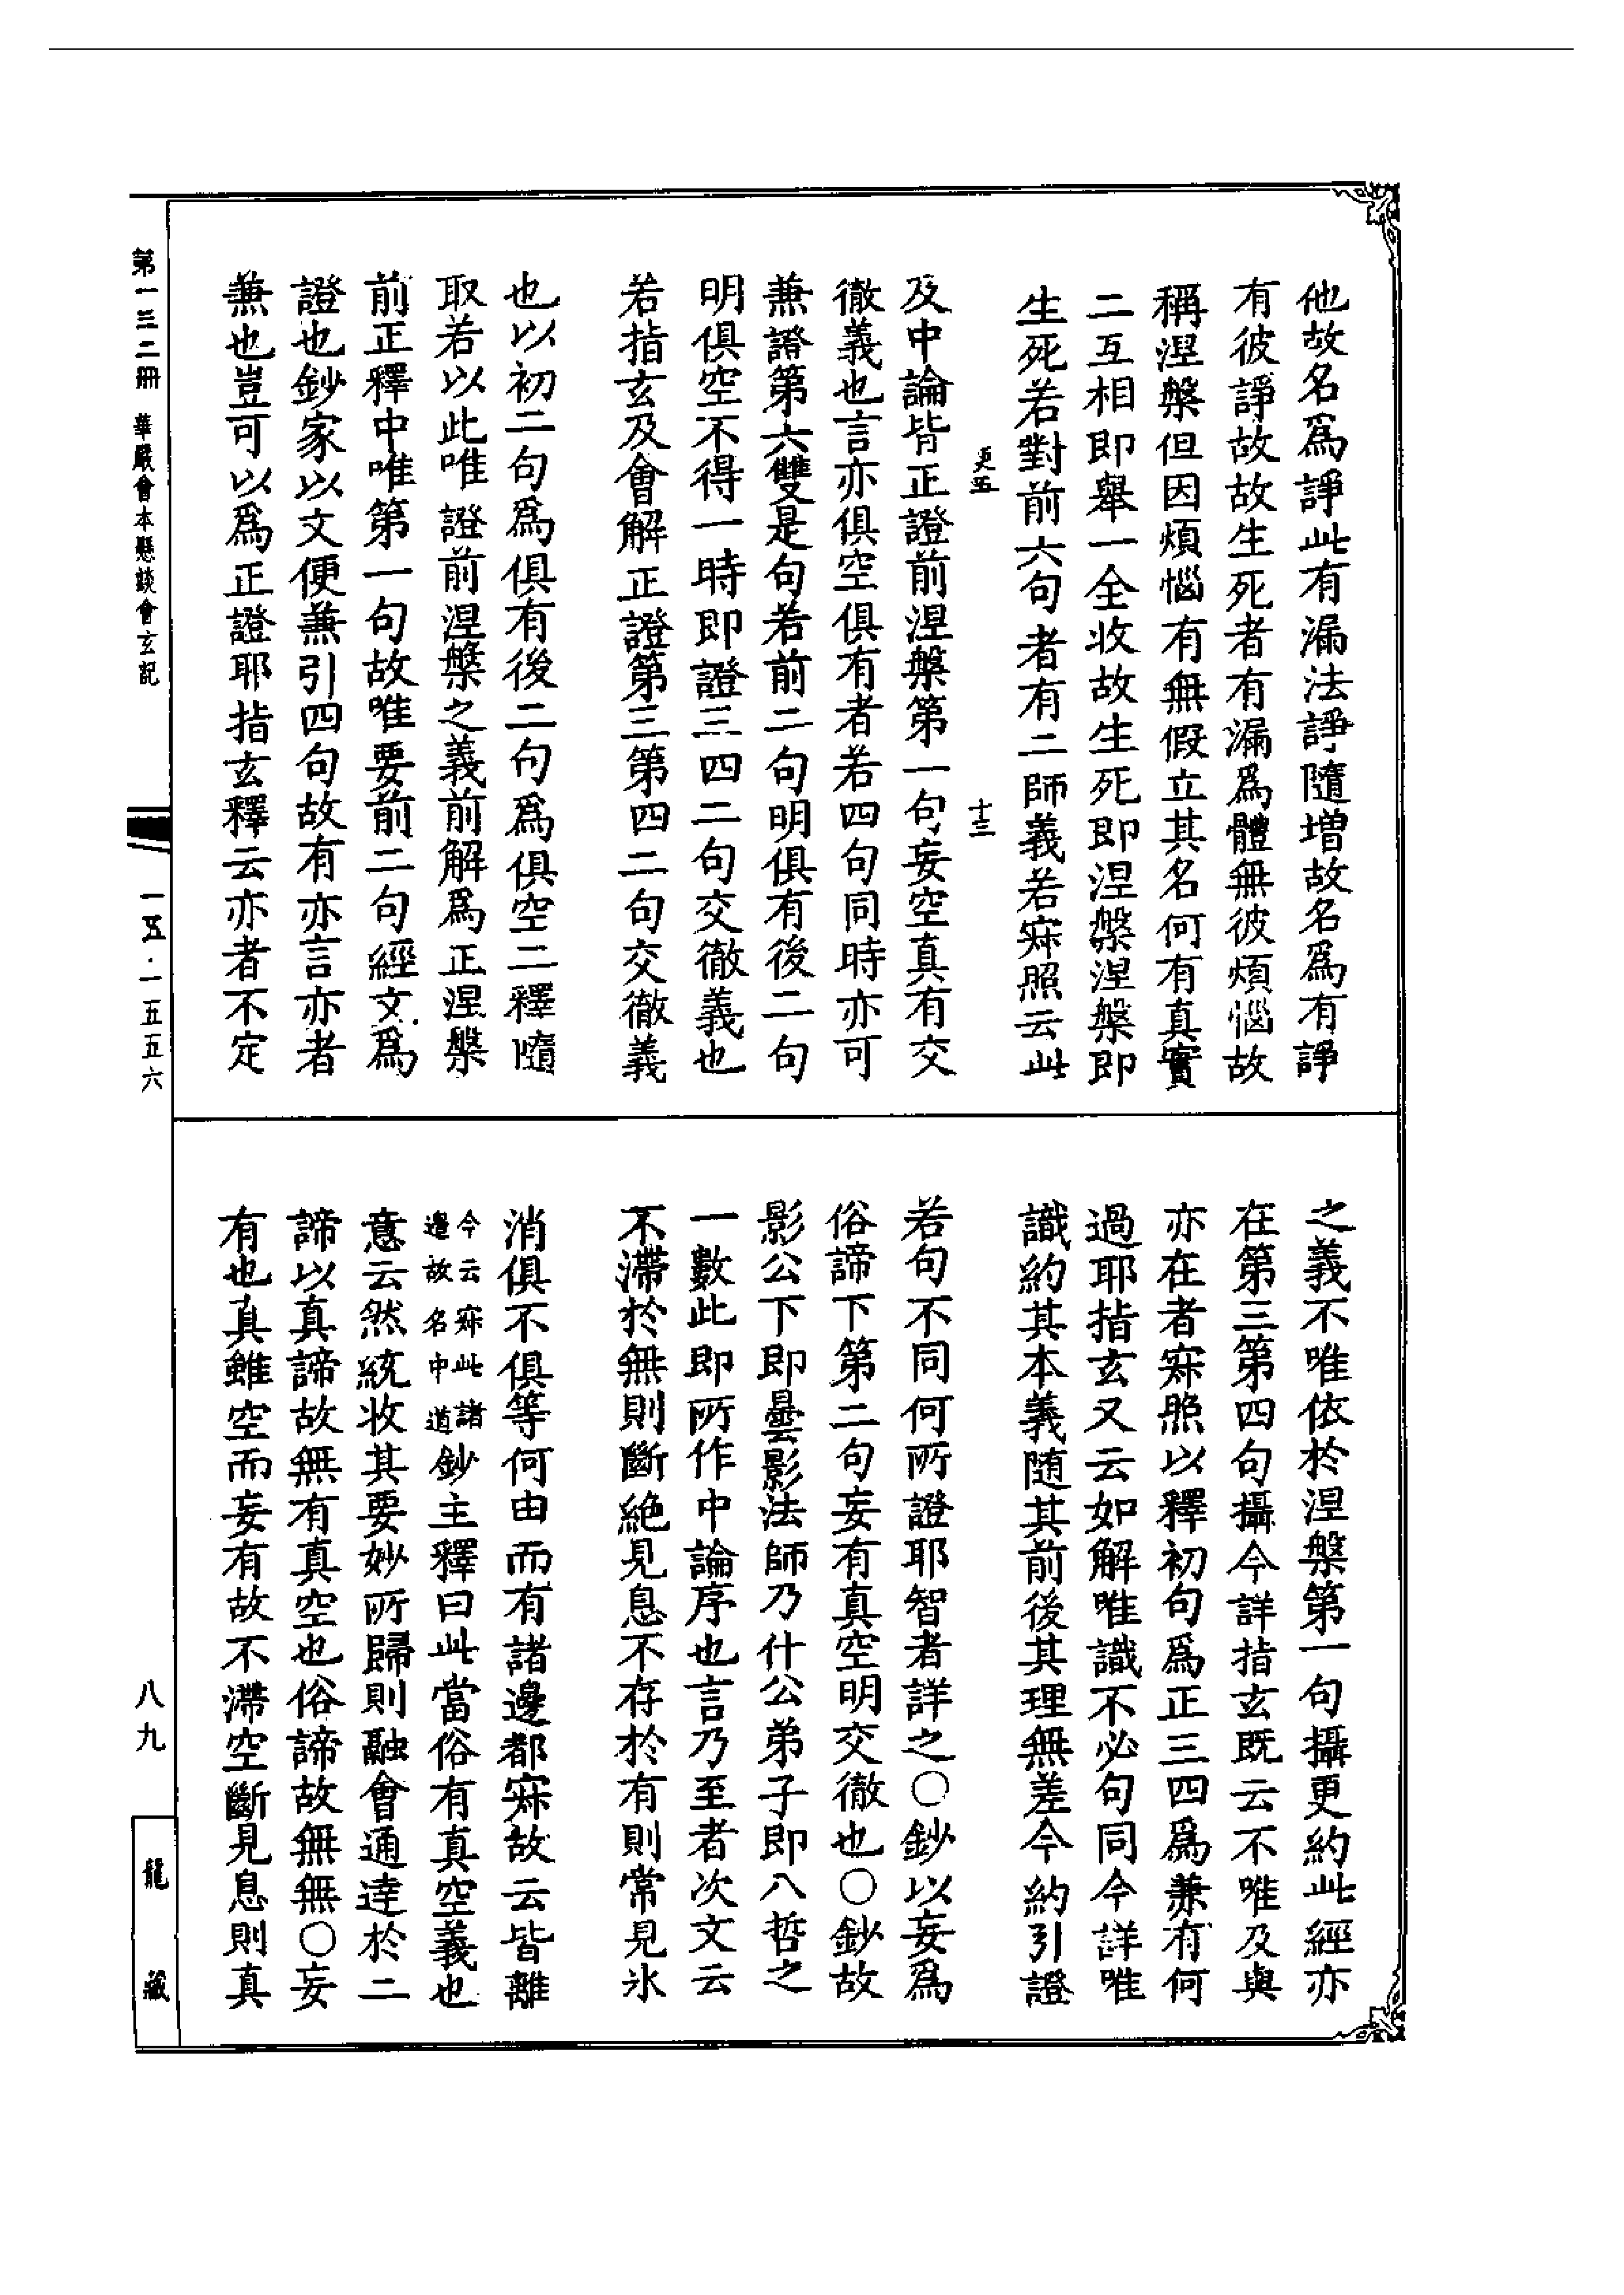 他故名爲諍此有漏法諍隨增故名爲有諍
有彼諍故故生死者有漏爲體無彼煩惱故
稱涅槃但因煩惱有無假立其名何有真實
二互相即舉一全收故生死即涅槃涅槃即
生死若對前六句者有二師義若𡧯照云此
更五 十三
及中論皆正證前涅槃第一句妄空真有交
徹義也言亦俱空俱有者若四句同時亦可
兼證第六雙是句若前二句明俱有後二句
明俱空不得一時即證三四二句交徹義也
若指玄及會解正證第三第四二句交徹義
也以初二句爲俱有後二句爲俱空二釋隨
取若以此唯證前涅槃之義前解爲正涅槃
前正釋中唯第一句故唯要前二句經文爲
證也鈔家以文便兼引四句故有亦言亦者
兼也豈可以爲正證耶指玄釋云亦者不定
之義不唯依於涅槃第一句攝更約此經亦
在第三第四句攝今詳指玄既云不唯及與
亦在者𡧯照以釋初句爲正三四爲兼有何
過耶指玄又云如解唯識不必句同今詳唯
識約其本義随其前後其理無差今約引證
若句不同何所證耶智者詳之〇鈔以妄爲
俗諦下第二句妄有真空明交徹也〇鈔故
影公下即曇影法師乃什公弟子即八哲之
一數此即所作中論序也言乃至者次文云
不滯於無則斷絶見息不存於有則常見氷
消俱不俱等何由而有諸邊都𡧯故云皆離
今云𡧯此諸
邊故名中道
鈔主釋曰此當俗有真空義也
意云然統收其要妙所歸則融會通達於二
諦以真諦故無有真空也俗諦故無無〇妄
有也真雖空而妄有故不滯空斷見息則真
第一三二冊 華嚴會本懸談會玄記
一五·一五五六
八九
龍藏